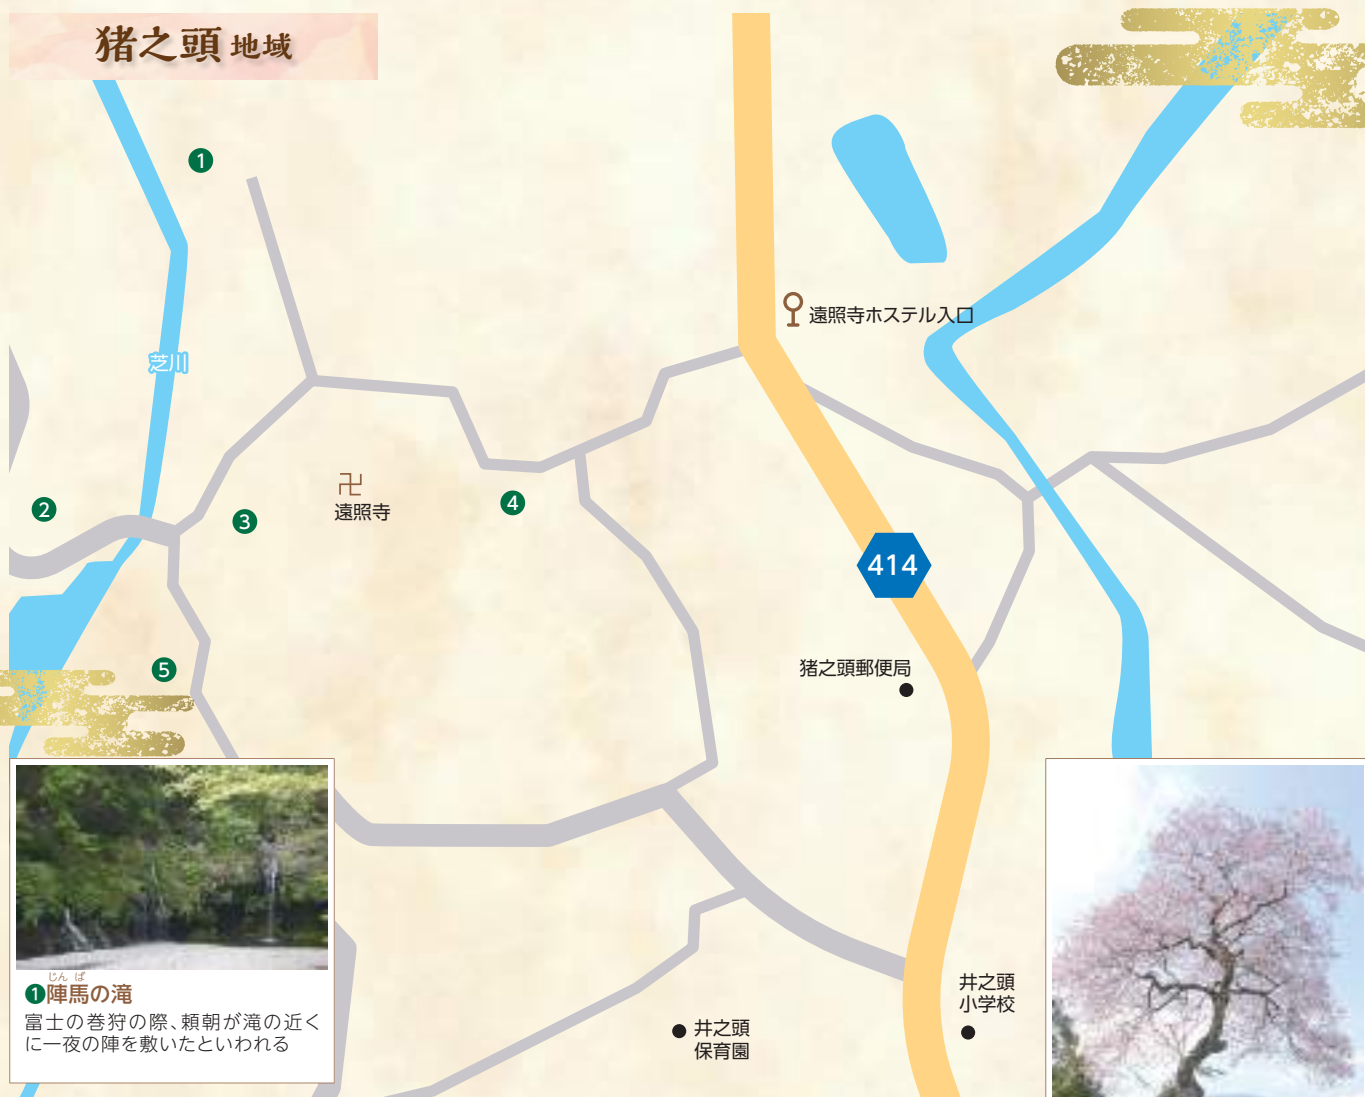 猪之頭 地域
1
芝川
遠照寺ホステル入口
2
3
卍
遠照寺
4
414
5
猪之頭郵便局
じんば
1陣馬の滝
富士の巻狩の際、頼朝が滝の近く
に一夜の陣を敷いたといわれる
井之頭
保育園
井之頭
小学校